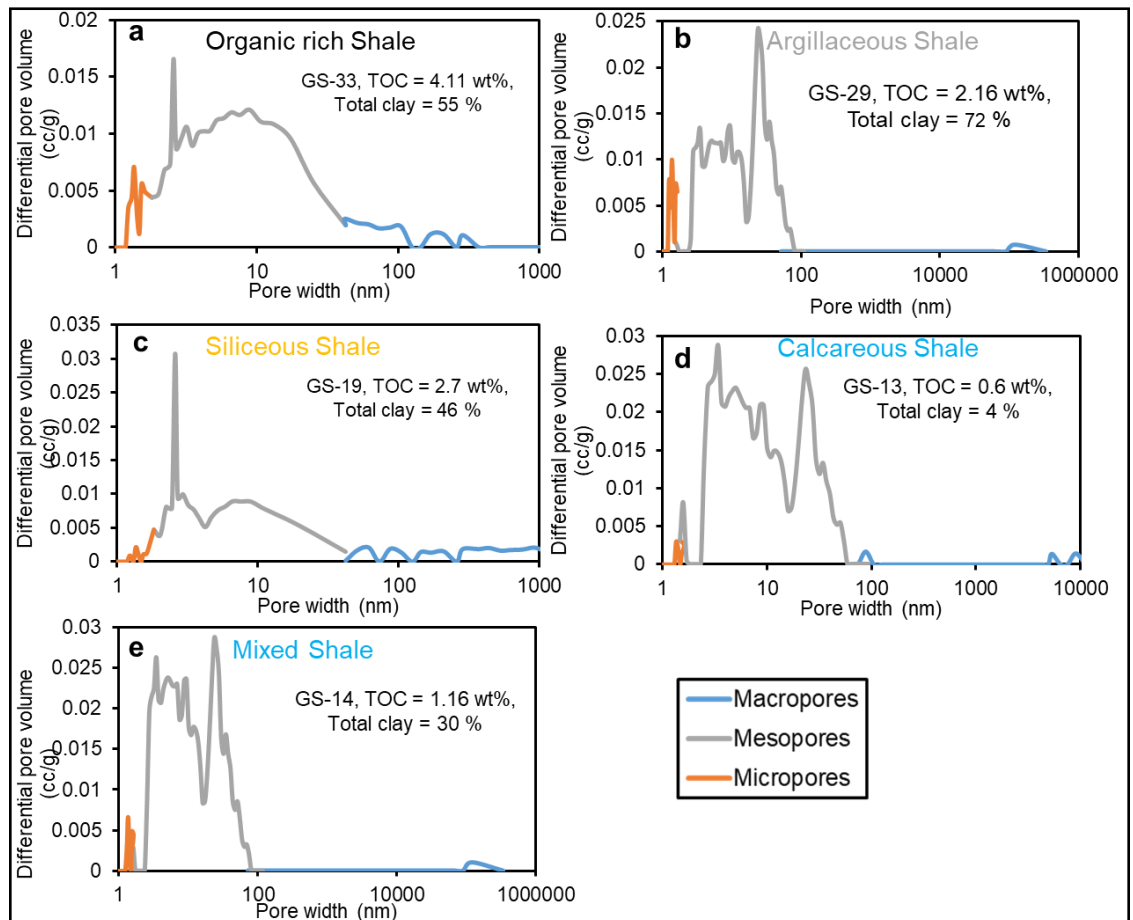 a
Organic rich Shale
GS-33, TOC = 4.11 wt%,
Total clay = 55 %
Differential pore volume
(cc/g)
0.02
0.015
0.01
0.005
0
1 10 100 1000
Pore width (nm)
b
Argillaceous Shale
GS-29, TOC = 2.16 wt%,
Total clay = 72 %
Differential pore volume
(cc/g)
0.025
0.02
0.015
0.01
0.005
0
1 100 10000 1000000
Pore width (nm)
c
Siliceous Shale
GS-19, TOC = 2.7 wt%,
Total clay = 46 %
Differential pore volume
(cc/g)
0.035
0.03
0.025
0.02
0.015
0.01
0.005
0
1 10 100 1000
Pore width (nm)
d
Calcareous Shale
GS-13, TOC = 0.6 wt%,
Total clay = 4 %
Differential pore volume
(cc/g)
0.03
0.025
0.02
0.015
0.01
0.005
0
1 10 100 10000
Pore width (nm)
e
Mixed Shale
GS-14, TOC = 1.16 wt%,
Total clay = 30 %
Differential pore volume
(cc/g)
0.03
0.025
0.02
0.015
0.01
0.005
0
1 100 10000 1000000
Pore width (nm)
Macropores
Mesopores
Micropores